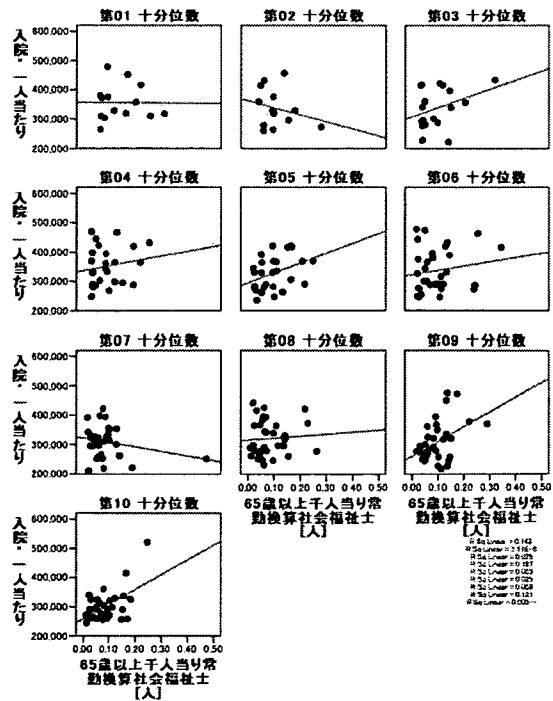 第01 十分位数
第02 十分位数
第03 十分位数
入院・一人当たり
600,000
500,000
400,000
300,000
200,000
第04 十分位数
第05 十分位数
第06 十分位数
入院・一人当たり
600,000
500,000
400,000
300,000
200,000
第07 十分位数
第08 十分位数
第09 十分位数
入院・一人当たり
600,000
500,000
400,000
300,000
200,000
0.00 0.10 0.20 0.30 0.40 0.50
0.00 0.10 0.20 0.30 0.40 0.50
65歳以上千人当り常
勤換算社会福祉士
[人]
65歳以上千人当り常
勤換算社会福祉士
[人]
第10 十分位数
入院・一人当たり
600,000
500,000
400,000
300,000
200,000
0.00 0.10 0.20 0.30 0.40 0.50
65歳以上千人当り常
勤換算社会福祉士
[人]